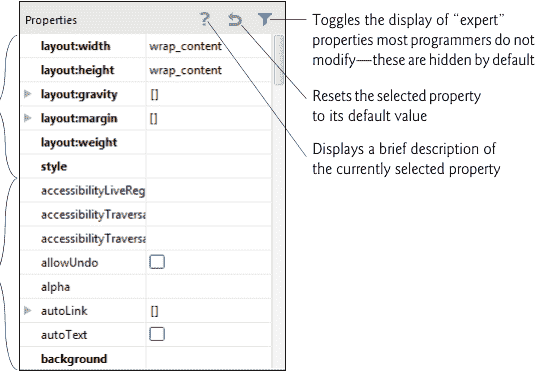 Properties
layout:width wrap_content
layout:height wrap_content
layout:gravity []
layout:margin []
layout:weight
style
accessibilityLiveReg
accessibilityTraversa
accessibilityTraversa
allowUndo
alpha
autoLink []
autoText
background
Toggles the display of “expert”
properties most programmers do not
modify—these are hidden by default
Resets the selected property
to its default value
Displays a brief description of
the currently selected property